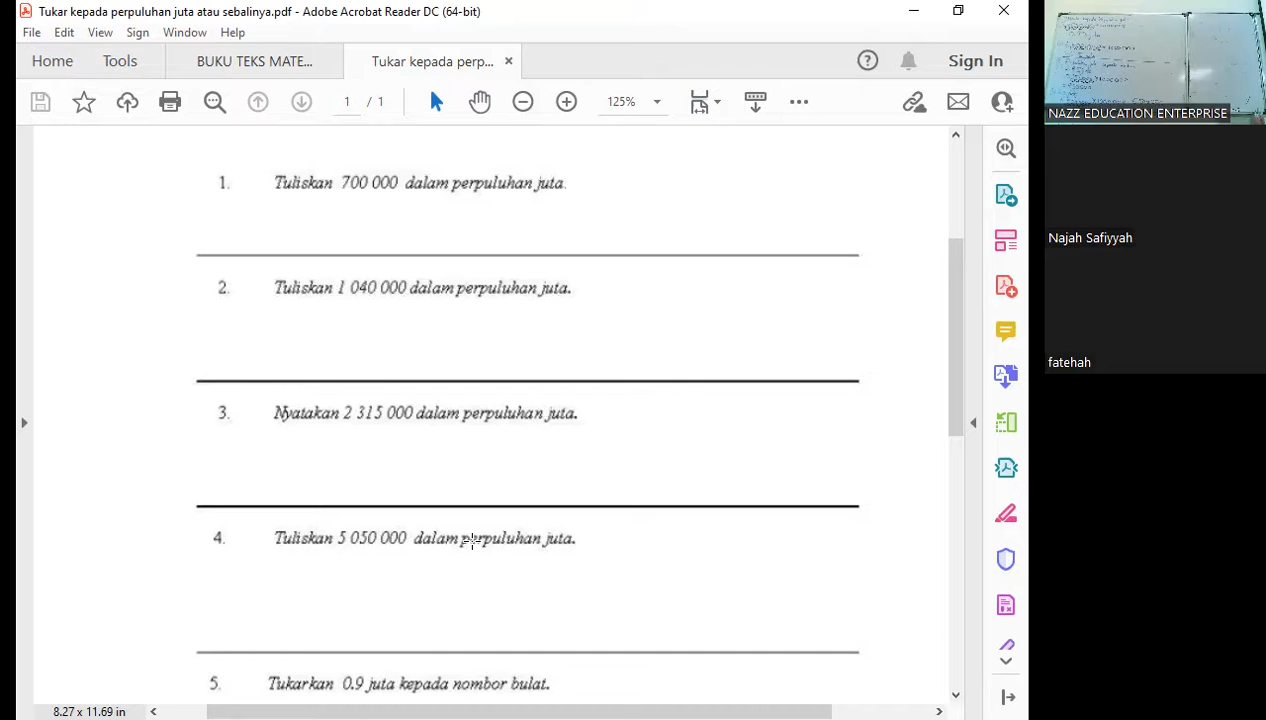 Tukar kepada perpuluhan juta atau sebalinya.pdf - Adobe Acrobat Reader DC (64-bit)
File Edit View Sign Window Help
Home Tools BUKU TEKS MATE... Tukar kepada perp... × Sign In
1 / 1 125%
1. Tuliskan 700 000 dalam perpuluhan juta.
2. Tuliskan 1 040 000 dalam perpuluhan juta.
3. Nyatakan 2 315 000 dalam perpuluhan juta.
4. Tuliskan 5 050 000 dalam perpuluhan juta.
5. Tukarkan 0.9 juta kepada nombor bulat.
8.27 x 11.69 in
NAZZ EDUCATION ENTERPRISE
Najah Safiyyah
fatehah